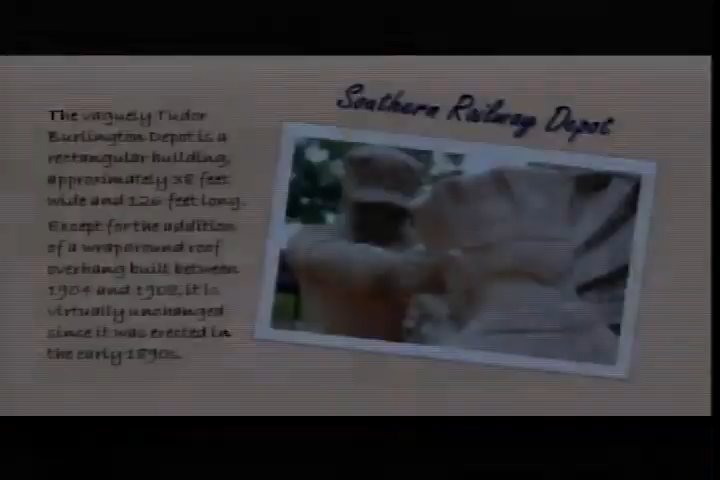 Southern Railway Depot
The vaguely Tudor
Burlington Depot is a
rectangular building,
approximately 38 feet
wide and 126 feet long.
Except for the addition
of a wraparound roof
overhang built between
1904 and 1908, it is
virtually unchanged
since it was erected in
the early 1890s.